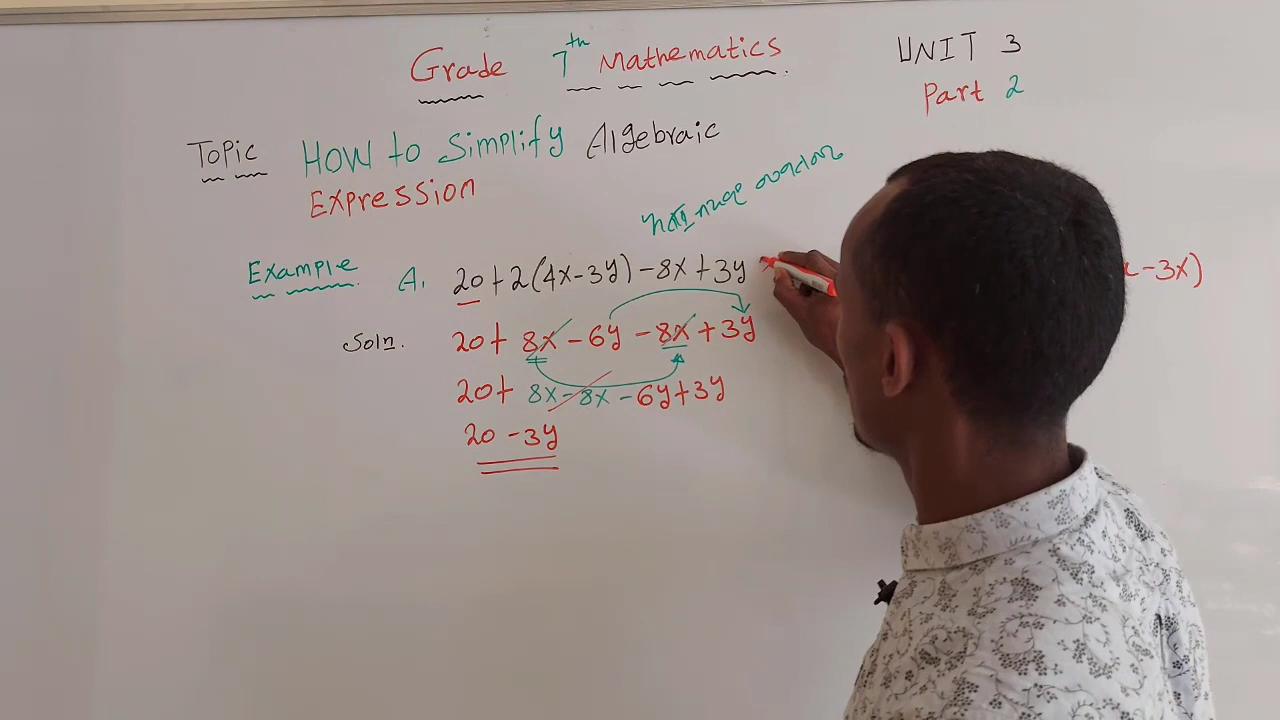 Grade 7th Mathematics
UNIT 3
Part 2
Topic How to Simplify Algebraic
Expression
Example A. 20+2(4x-3y)-8x+3y
-3x)
Soln. 20+8x-6y-8x+3y
20+8x-8x-6y+3y
20-3y